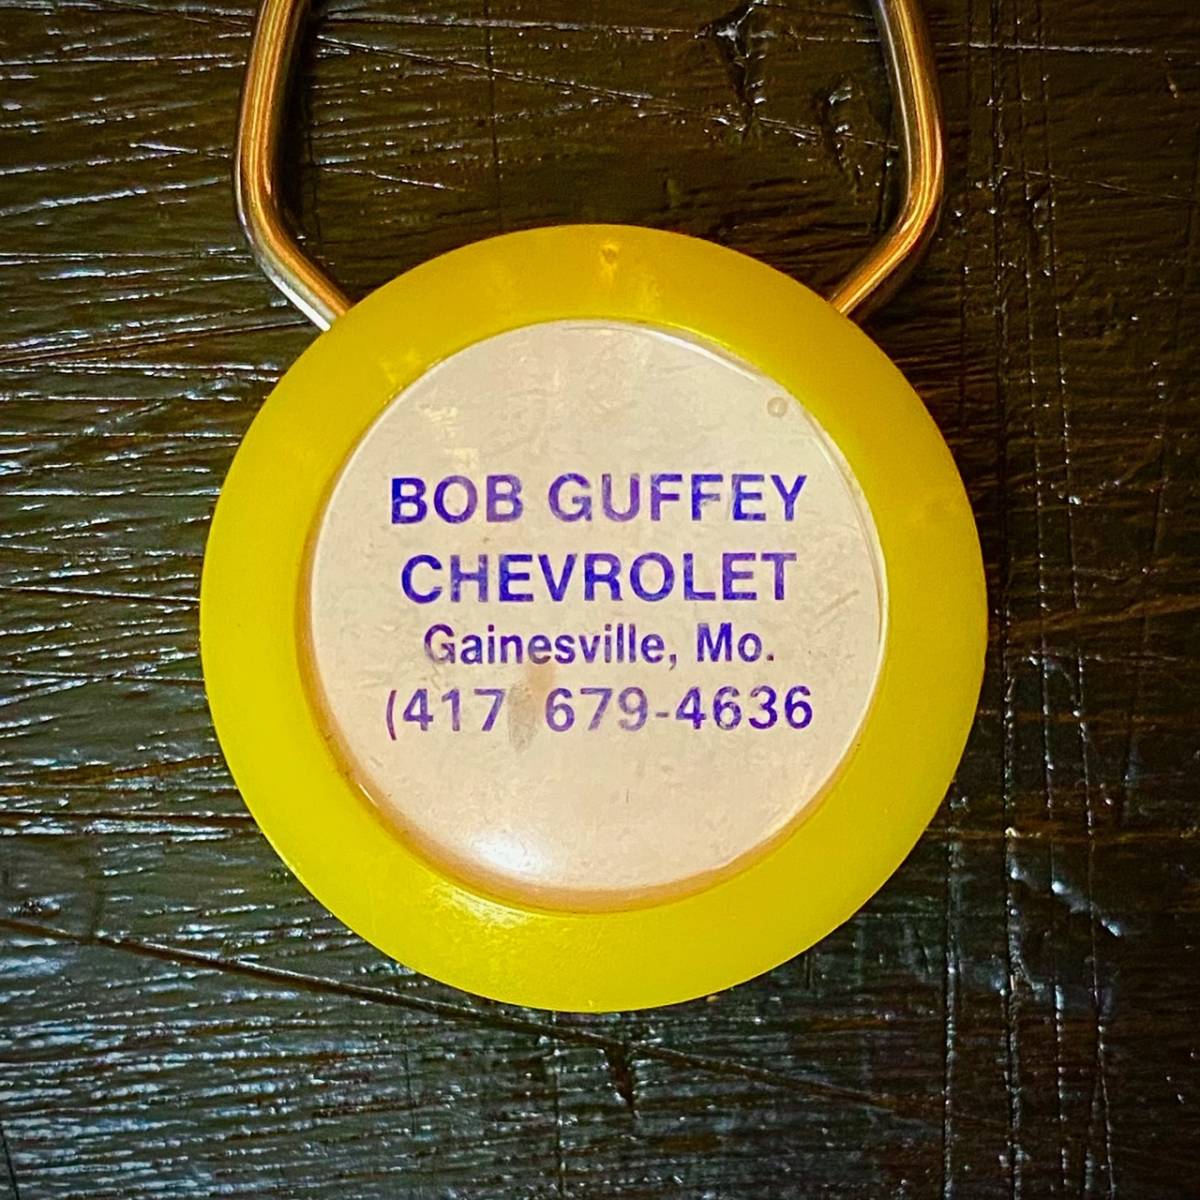 BOB GUFFEY
CHEVROLET
Gainesville, Mo.
(417 679-4636